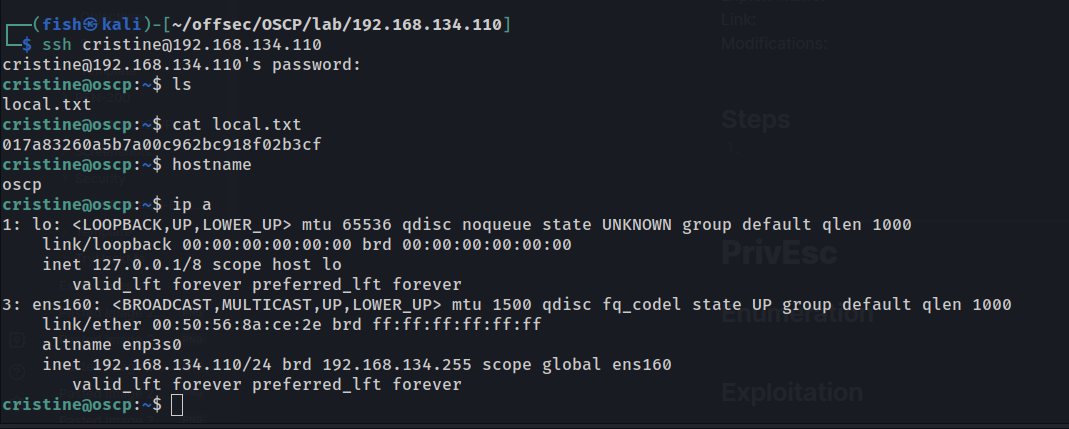 (fish㉿kali)-[~/offsec/OSCP/lab/192.168.134.110]
$ ssh cristine@192.168.134.110
cristine@192.168.134.110's password:
cristine@oscp:~$ ls
local.txt
cristine@oscp:~$ cat local.txt
017a83260a5b7a00c962bc918f02b3cf
cristine@oscp:~$ hostname
oscp
cristine@oscp:~$ ip a
1: lo: <LOOPBACK,UP,LOWER_UP> mtu 65536 qdisc noqueue state UNKNOWN group default qlen 1000
    link/loopback 00:00:00:00:00:00 brd 00:00:00:00:00:00
    inet 127.0.0.1/8 scope host lo
       valid_lft forever preferred_lft forever
3: ens160: <BROADCAST,MULTICAST,UP,LOWER_UP> mtu 1500 qdisc fq_codel state UP group default qlen 1000
    link/ether 00:50:56:8a:ce:2e brd ff:ff:ff:ff:ff:ff
    altname enp3s0
    inet 192.168.134.110/24 brd 192.168.134.255 scope global ens160
       valid_lft forever preferred_lft forever
cristine@oscp:~$
Link:
Modifications:
Steps
PrivEsc
Enumeration
Exploitation